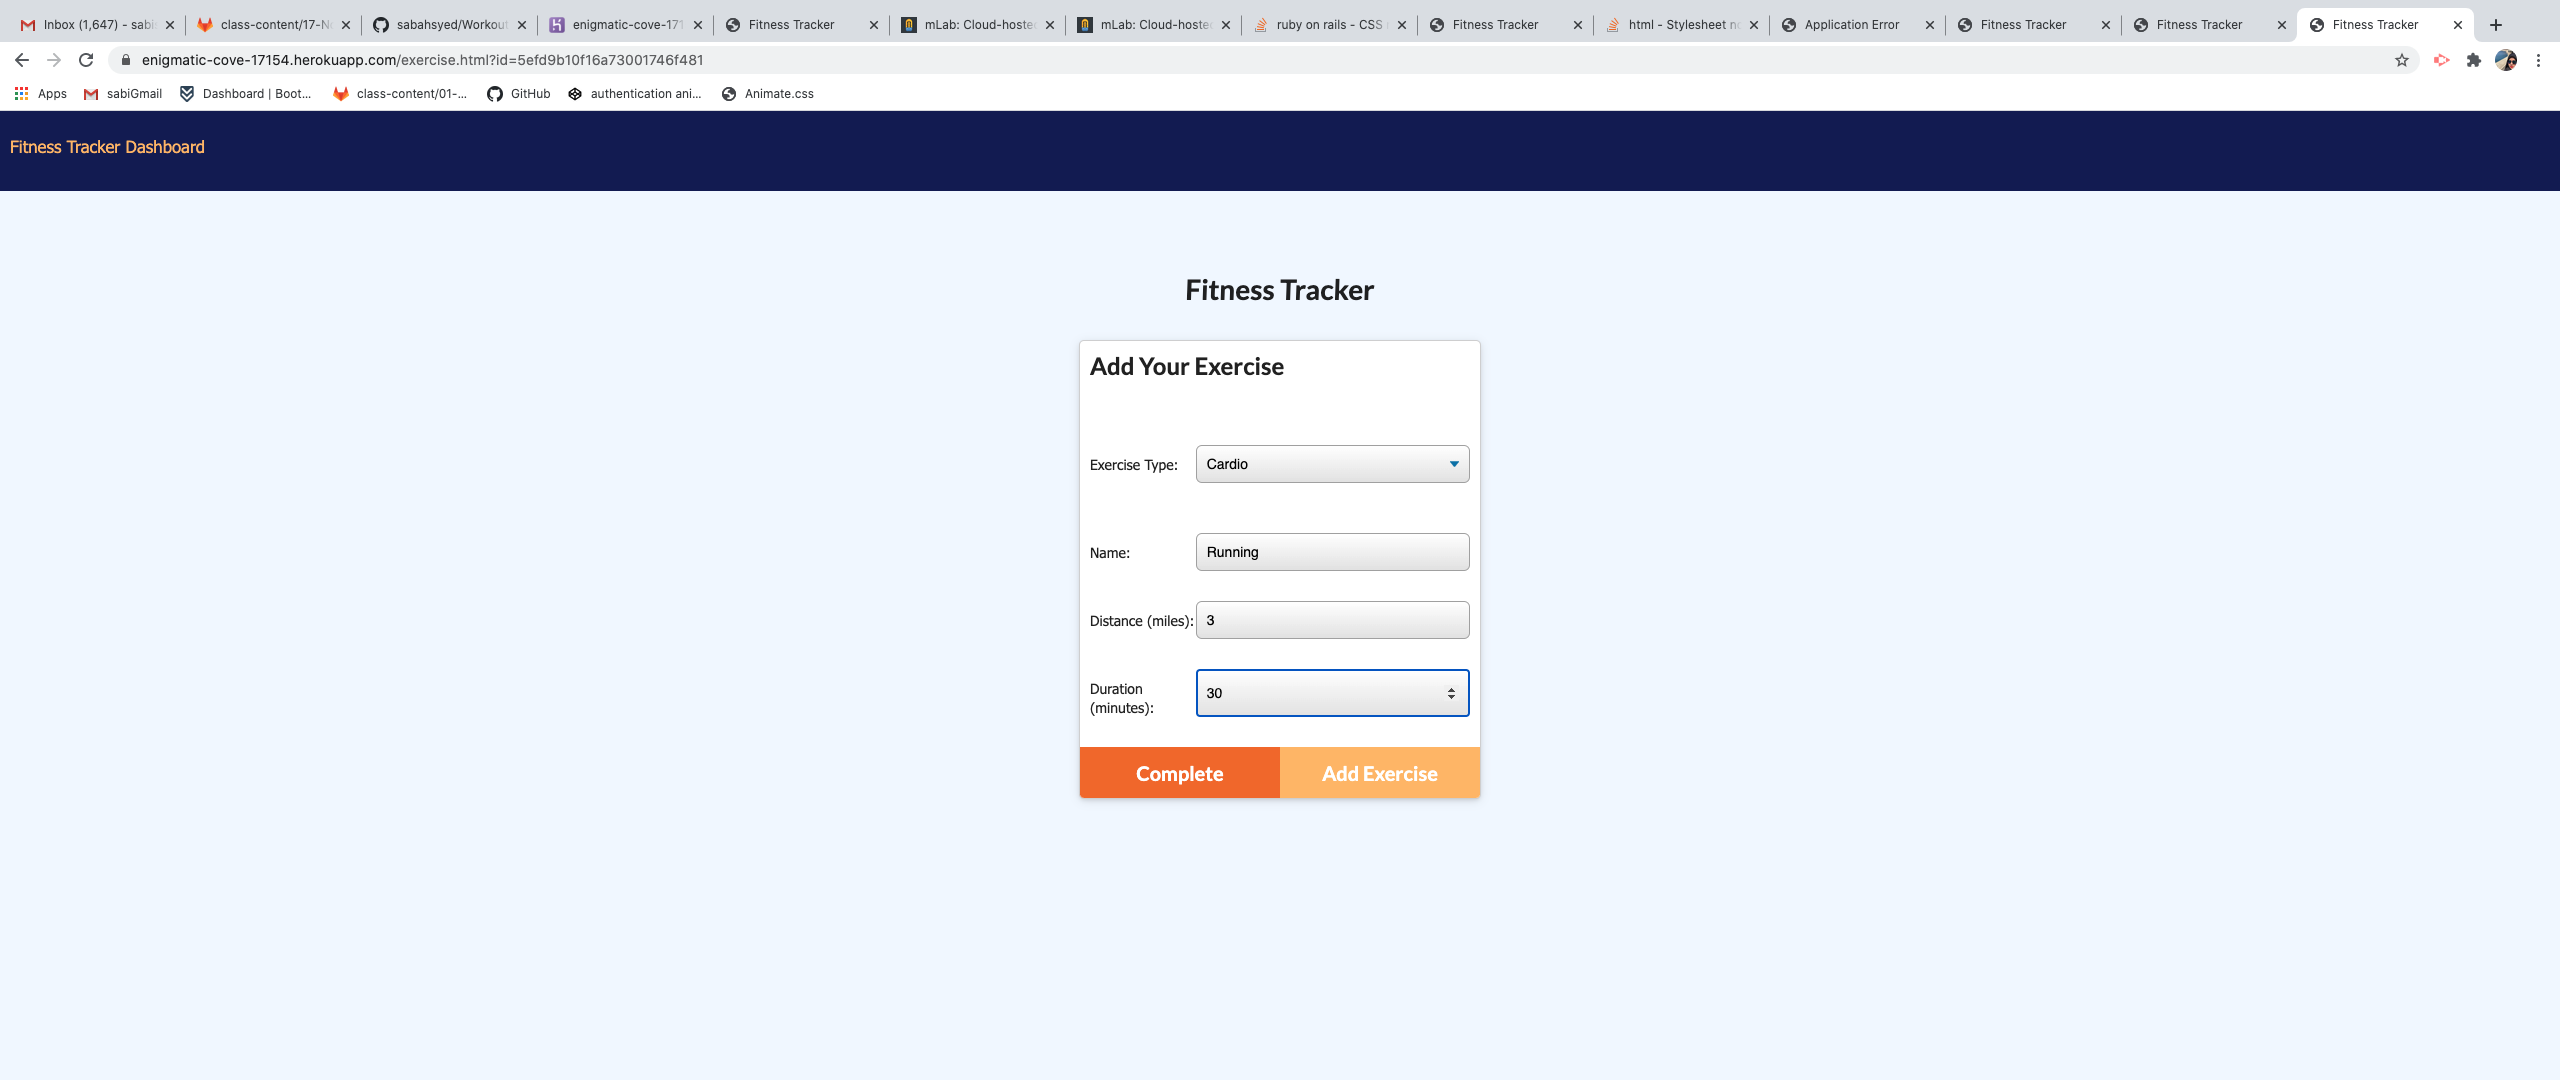 Inbox (1,647) - sabi
class-content/17-No
sabahsyed/Workout
enigmatic-cove-171
Fitness Tracker
mLab: Cloud-hosted
mLab: Cloud-hosted
ruby on rails - CSS
Fitness Tracker
html - Stylesheet no
Application Error
Fitness Tracker
Fitness Tracker
Fitness Tracker
enigmatic-cove-17154.herokuapp.com/exercise.html?id=5efd9b10f16a73001746f481
Apps
sabiGmail
Dashboard | Boot...
class-content/01-...
GitHub
authentication ani...
Animate.css
Fitness Tracker Dashboard
Fitness Tracker
Add Your Exercise
Exercise Type:
Cardio
Name:
Running
Distance (miles):
3
Duration
(minutes):
30
Complete
Add Exercise